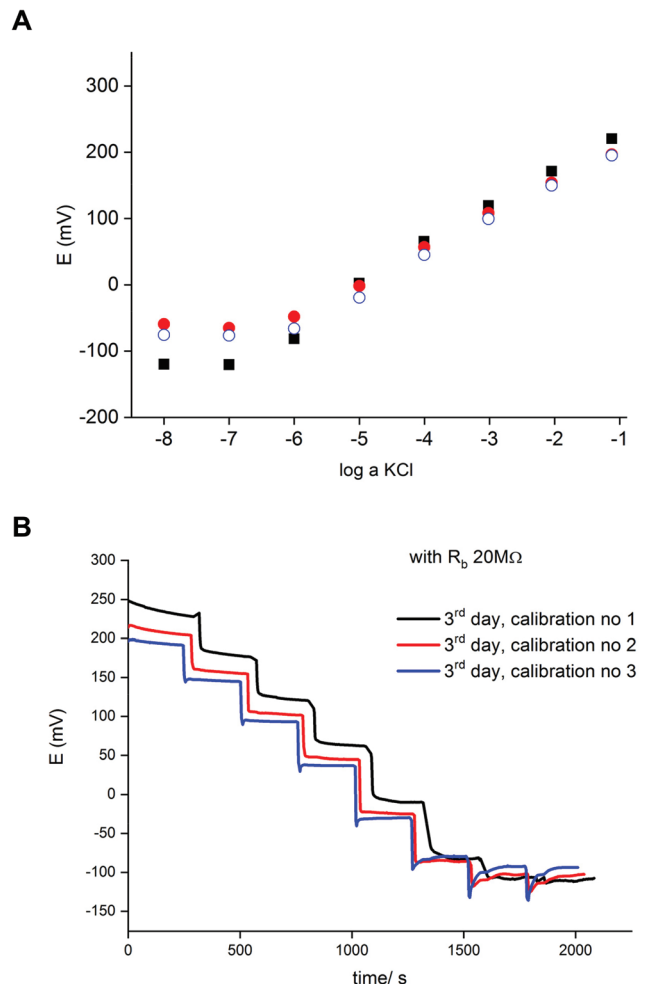 A
300
200
100
0
-100
-200
E (mV)
-8 -7 -6 -5 -4 -3 -2 -1
log a KCl
B
with R_b 20MΩ
3rd day, calibration no 1
3rd day, calibration no 2
3rd day, calibration no 3
300
250
200
150
100
50
0
-50
-100
-150
E (mV)
0 500 1000 1500 2000
time/ s